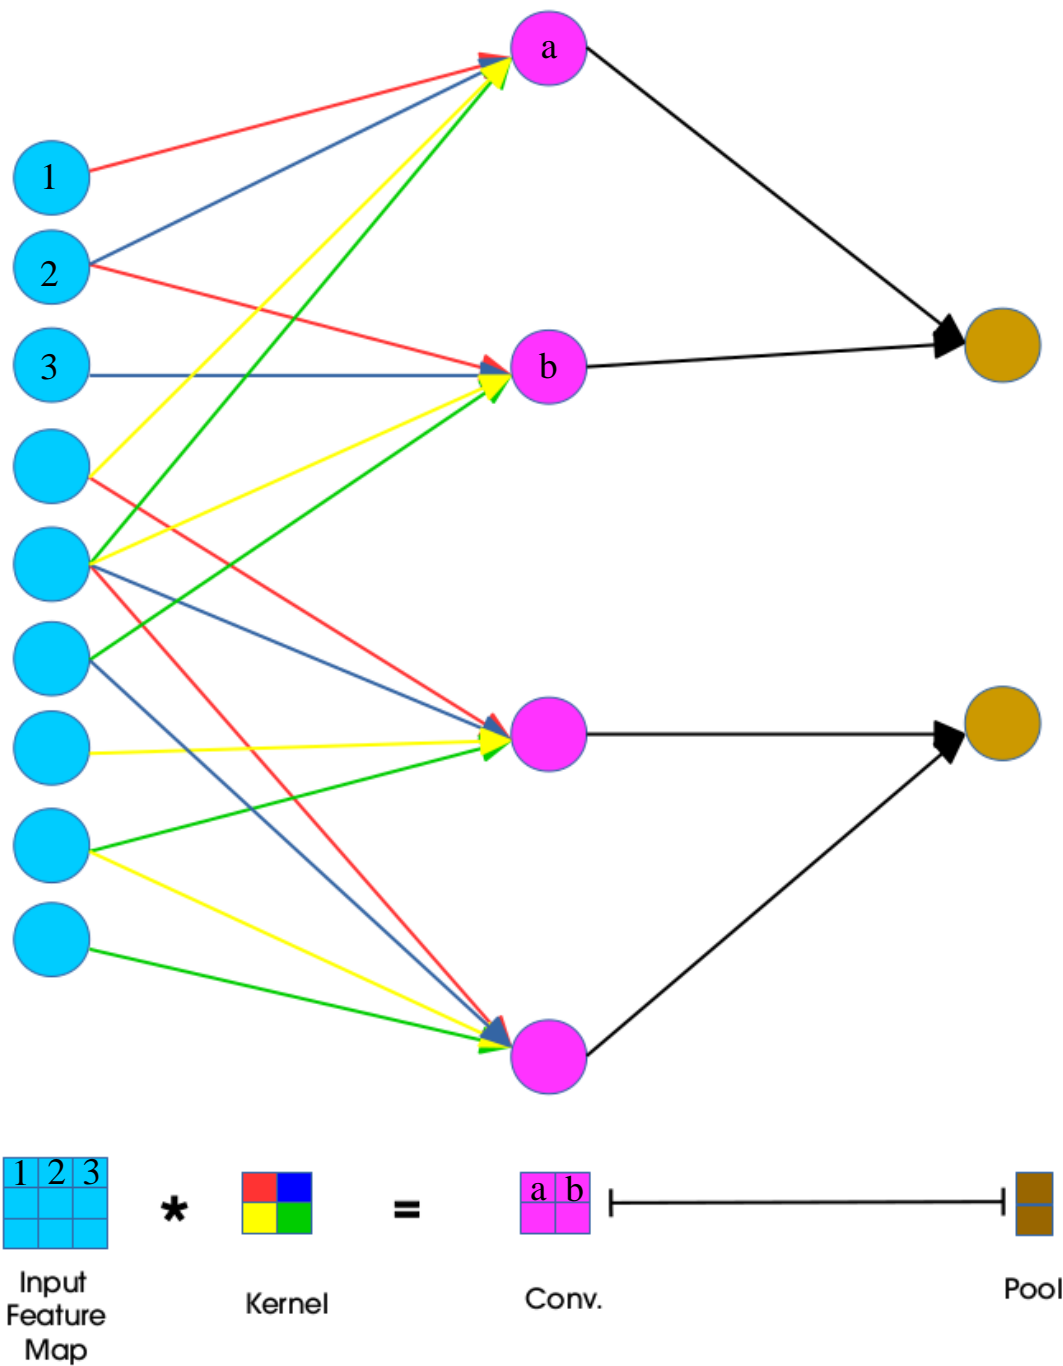 a
1
2
3
b
1 2 3
* = a b
Input
Feature
Map
Kernel
Conv.
Pool